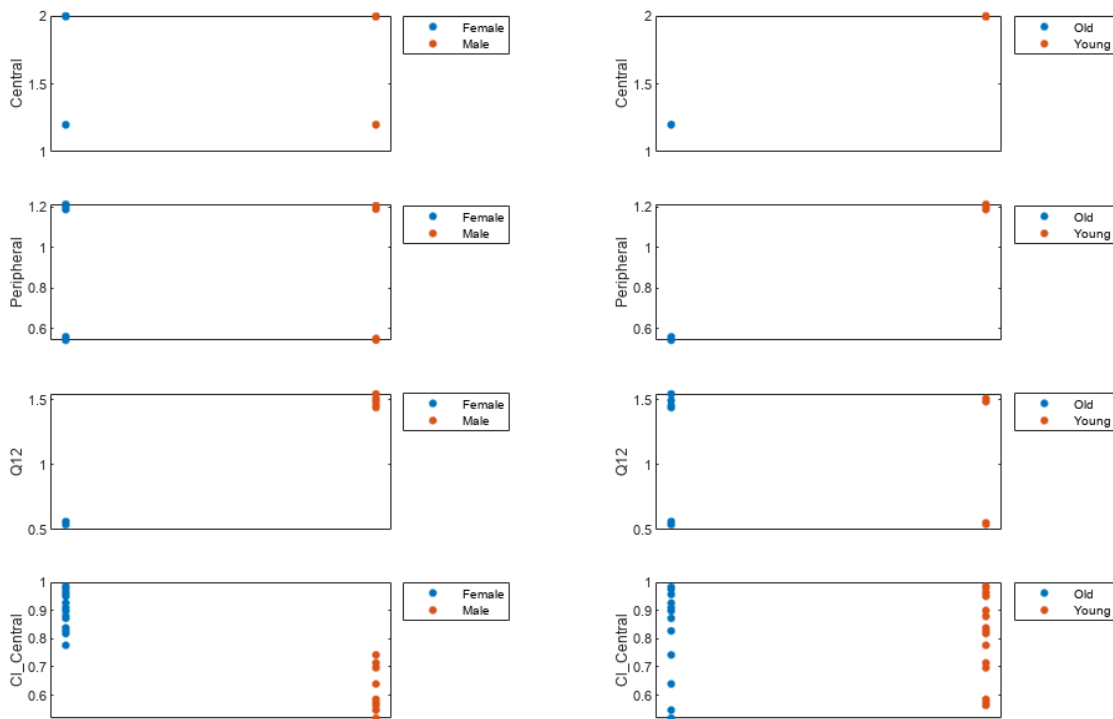 2
1.5
1
Central
Female
Male
2
1.5
1
Central
Old
Young
1.2
1
0.8
0.6
Peripheral
Female
Male
1.2
1
0.8
0.6
Peripheral
Old
Young
1.5
1
0.5
Q12
Female
Male
1.5
1
0.5
Q12
Old
Young
1
0.9
0.8
0.7
0.6
Cl_Central
Female
Male
1
0.9
0.8
0.7
0.6
Cl_Central
Old
Young